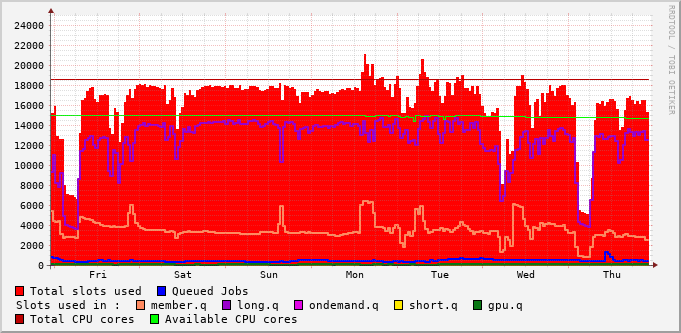 24000
22000
20000
18000
16000
14000
12000
10000
8000
6000
4000
2000
0
Fri Sat Sun Mon Tue Wed Thu
RRDTOOL / TOBI OETIKER
Total slots used Queued Jobs
Slots used in : member.q long.q ondemand.q short.q gpu.q
Total CPU cores Available CPU cores